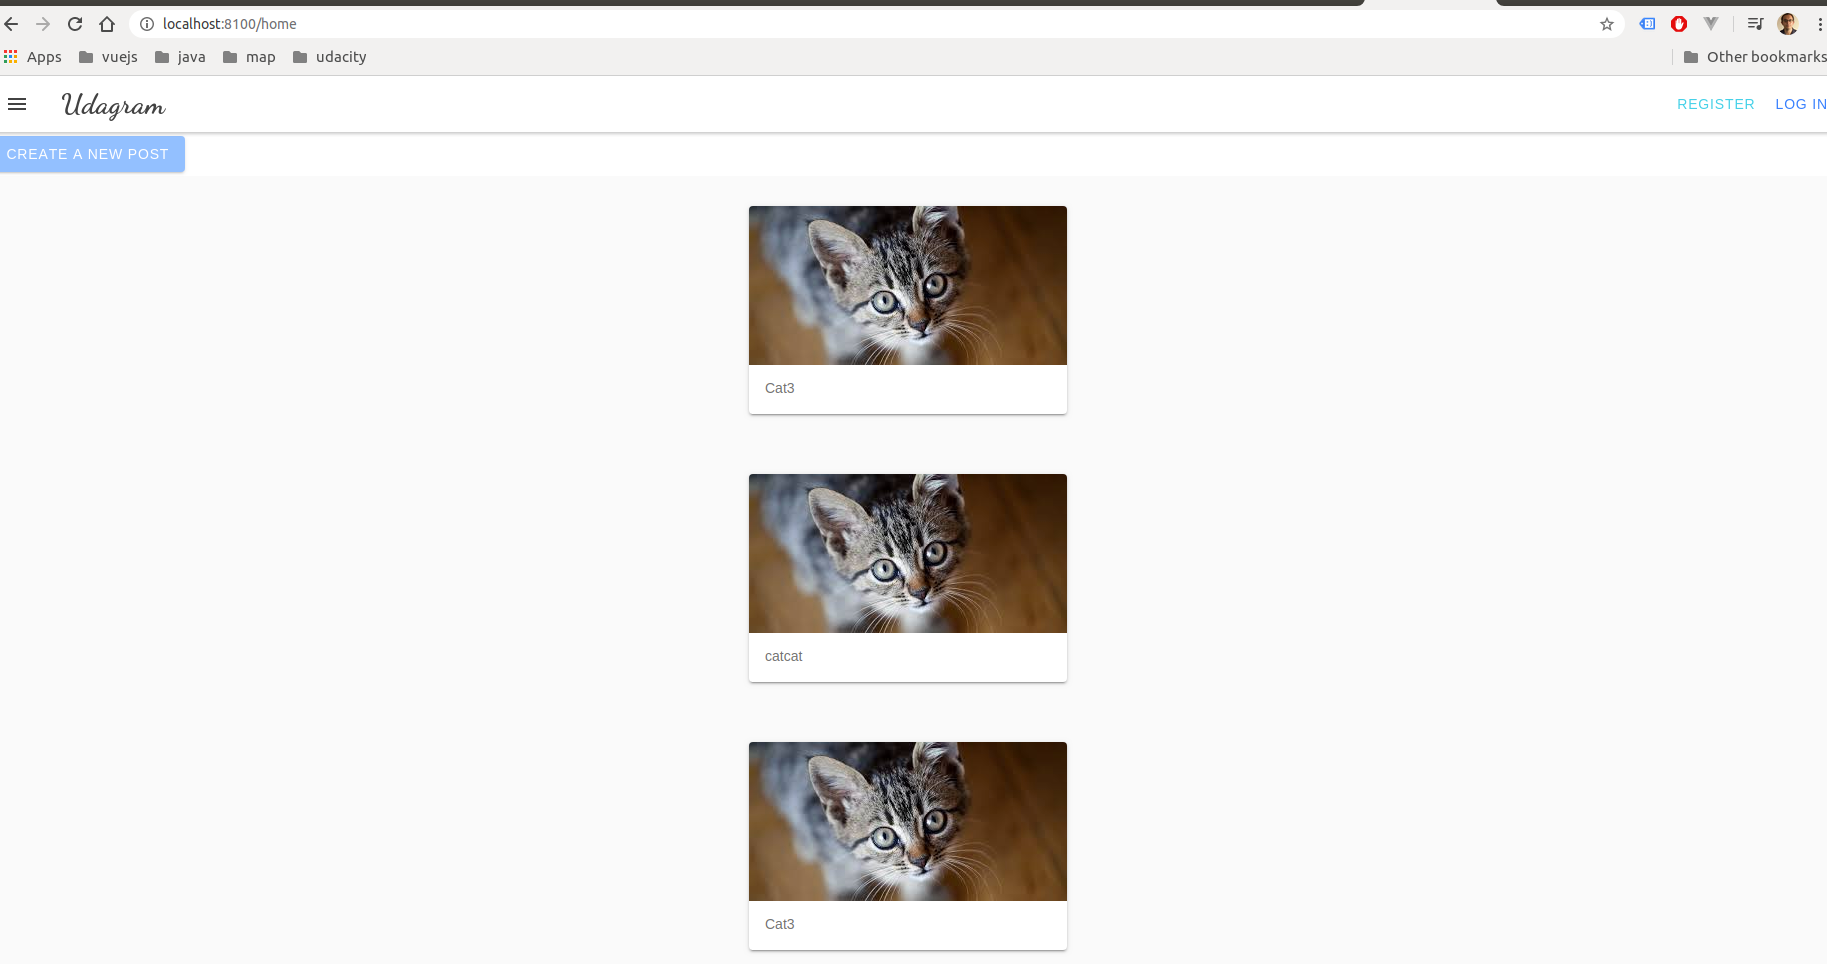 localhost:8100/home
Apps vuejs java map udacity Other bookmarks
Udagram REGISTER LOG IN
CREATE A NEW POST
Cat3
catcat
Cat3